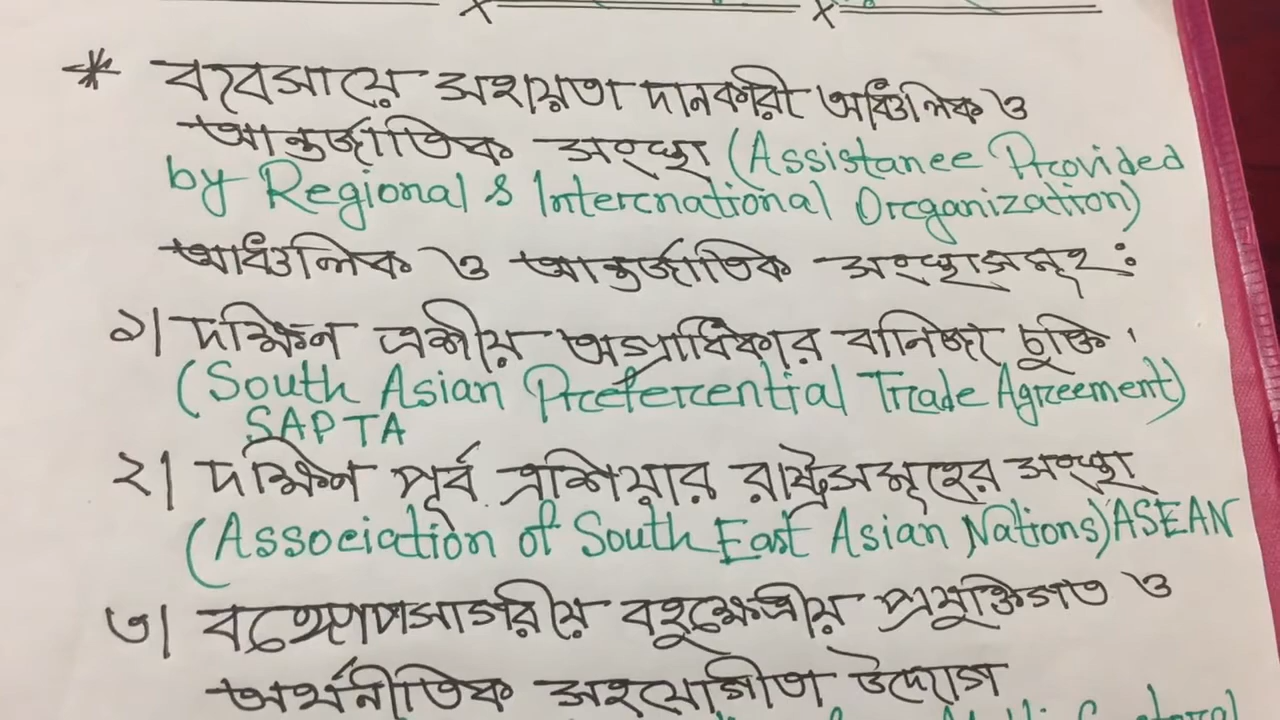 * ব্যবসায়ে সহায়তা দানকারী আঞ্চলিক ও
আন্তর্জাতিক সংস্থা (Assistance Provided
by Regional & International Organization)
আঞ্চলিক ও আন্তর্জাতিক সংস্থাসমূহ :
১। দক্ষিন এশীয় অগ্রাধিকার বানিজ্য চুক্তি ।
(South Asian Preferential Trade Agreement)
SAPTA
২। দক্ষিন পূর্ব এশিয়ার রাষ্ট্রসমূহের সংস্থা
(Association of South East Asian Nations) ASEAN
৩। বঙ্গোপসাগরীয় বহুক্ষেত্রীয় প্রযুক্তিগত ও
অর্থনীতিক সহযোগীতা উদ্যোগ